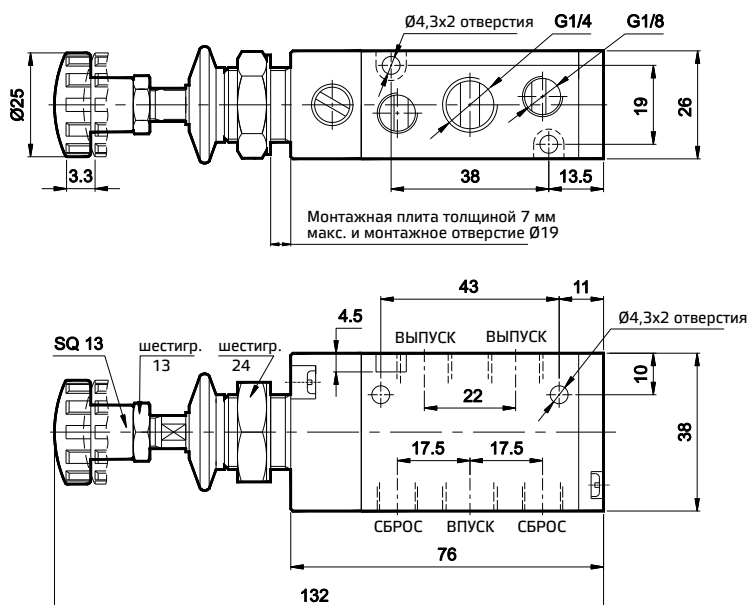 Ø4,3x2 отверстия
G1/4
G1/8
Ø25
19
26
3.3
38
13.5
Монтажная плита толщиной 7 мм
макс. и монтажное отверстие Ø19
43
11
4.5
Ø4,3x2 отверстия
ВЫПУСК
ВЫПУСК
SQ 13
шестигр.
13
шестигр.
24
10
22
38
17.5
17.5
СБРОС
ВПУСК
СБРОС
76
132